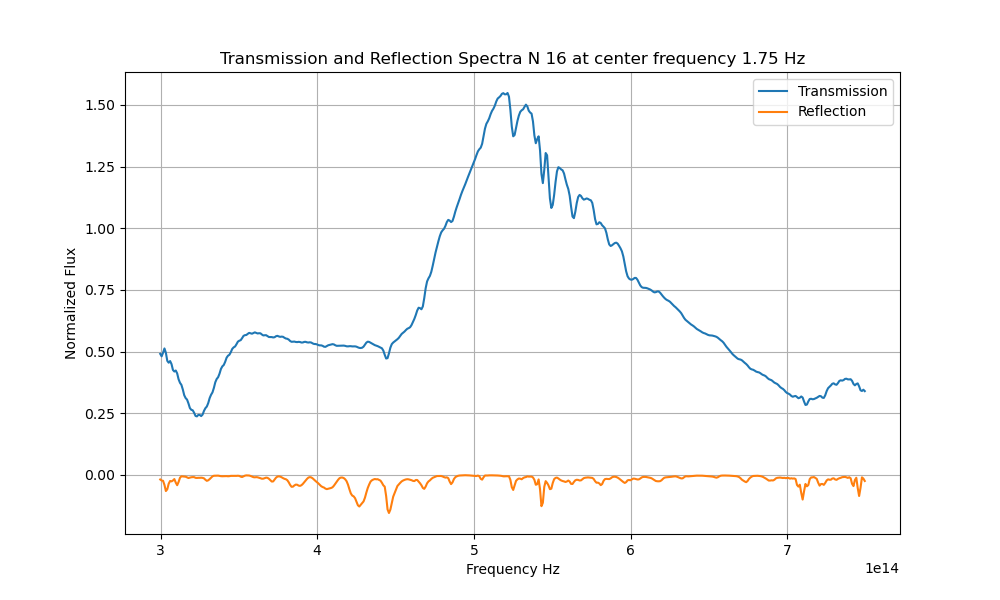 Transmission and Reflection Spectra N 16 at center frequency 1.75 Hz
Transmission
Reflection
Normalized Flux
1.50
1.25
1.00
0.75
0.50
0.25
0.00
3 4 5 6 7
1e14
Frequency Hz